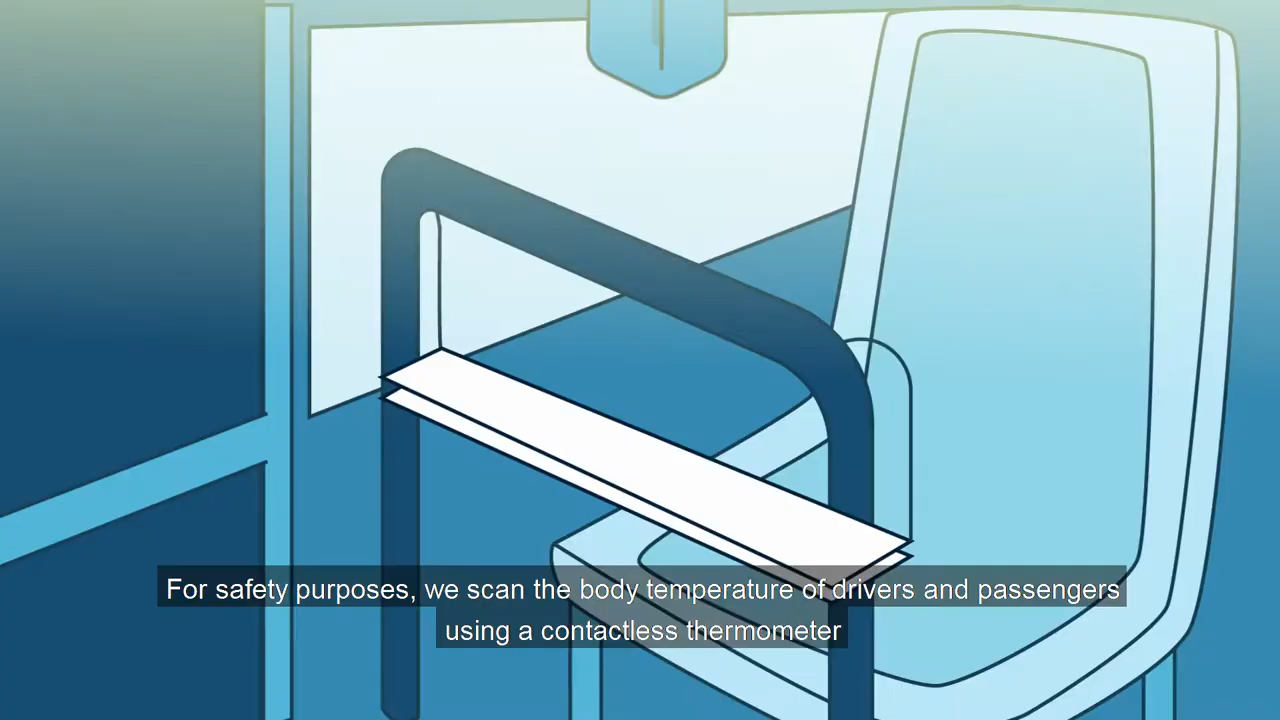 For safety purposes, we scan the body temperature of drivers and passengers
using a contactless thermometer